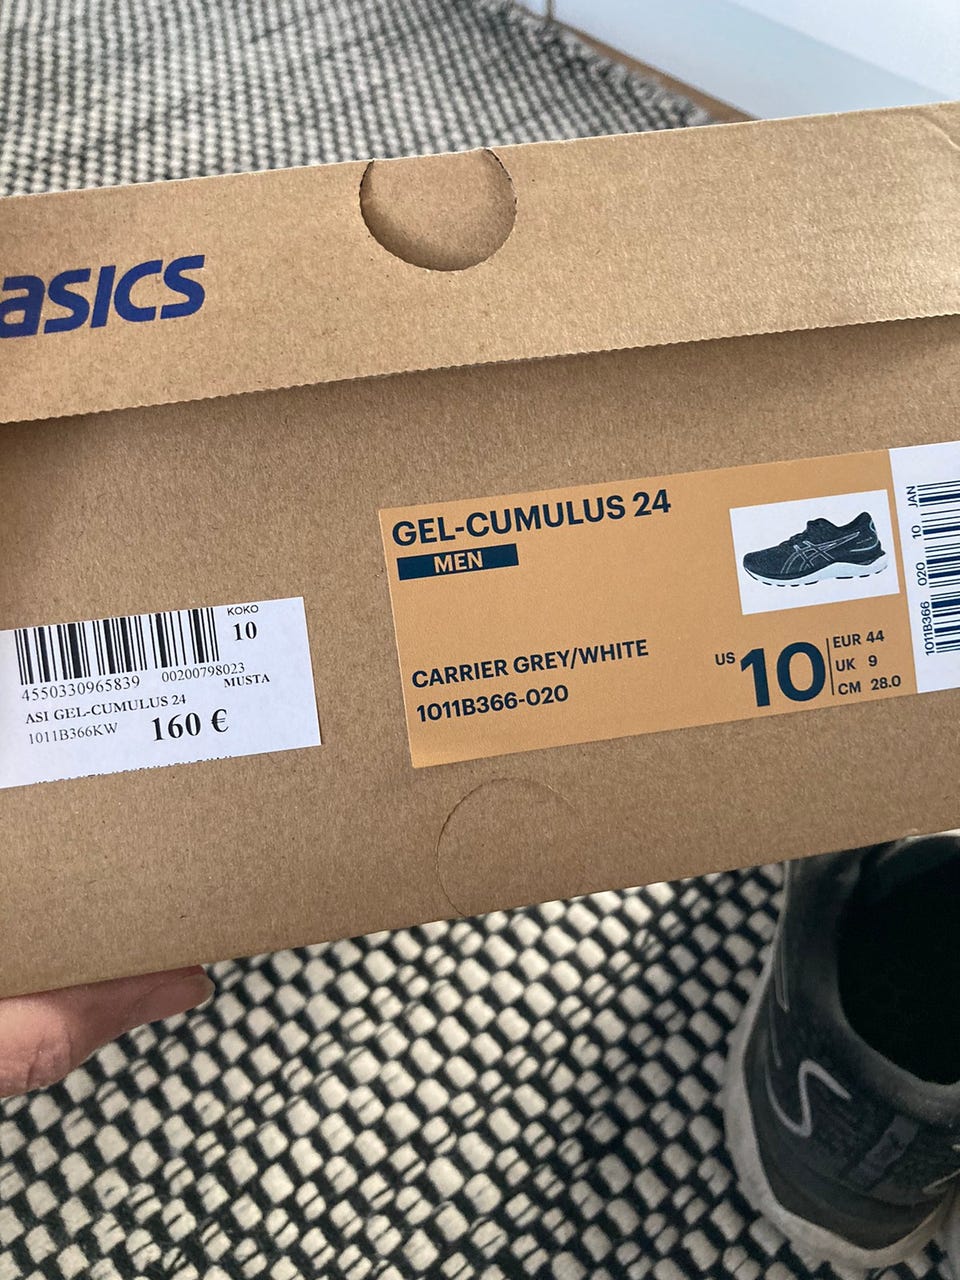 asics
GEL-CUMULUS 24
MEN
CARRIER GREY/WHITE
1011B366-020
US 10
EUR 44
UK 9
CM 28.0
1011B366 020 10 JAN
KOKO
10
4550330965839 00200798023
MUSTA
ASI GEL-CUMULUS 24
1011B366KW 160 €